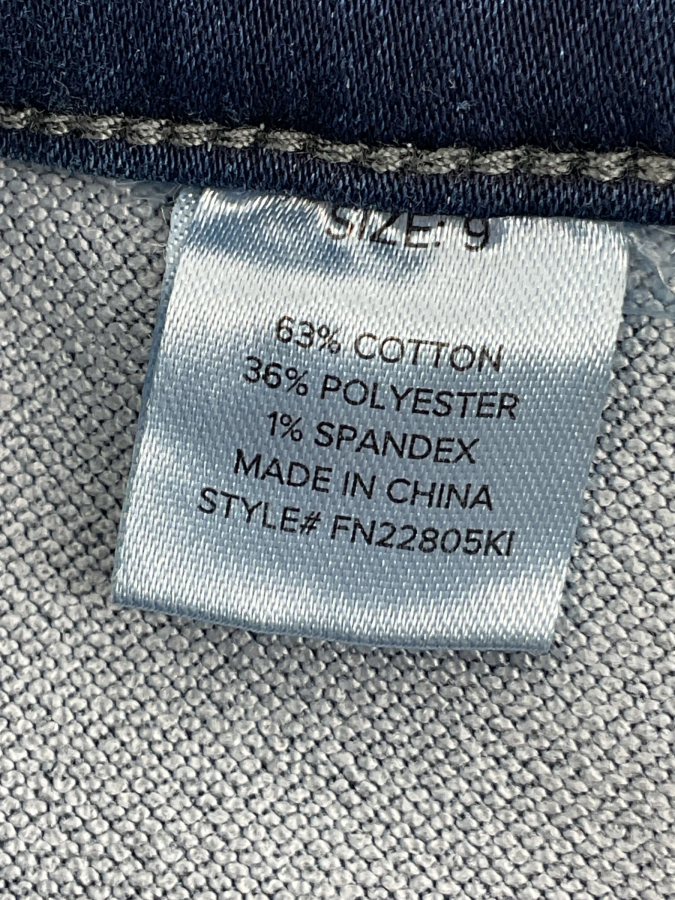 SIZE: 9
63% COTTON
36% POLYESTER
1% SPANDEX
MADE IN CHINA
STYLE# FN22805KI